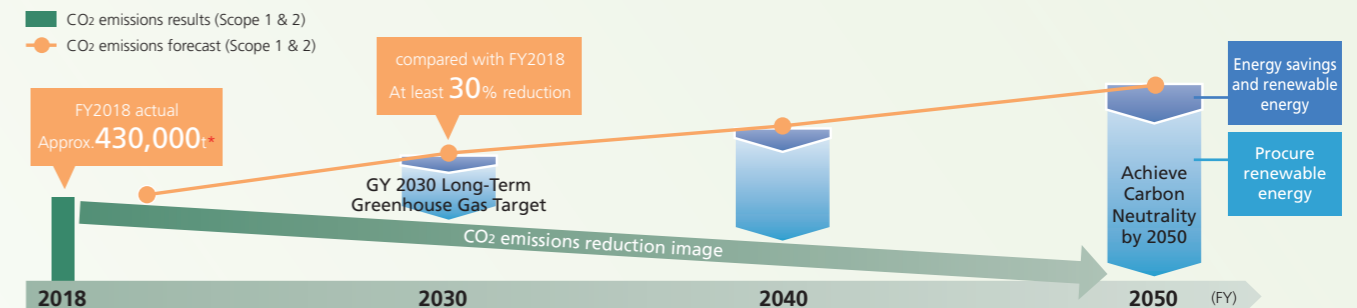 CO2 emissions results (Scope 1 & 2)
CO2 emissions forecast (Scope 1 & 2)
FY2018 actual
Approx.430,000t*
compared with FY2018
At least 30% reduction
GY 2030 Long-Term
Greenhouse Gas Target
CO2 emissions reduction image
Achieve
Carbon
Neutrality
by 2050
Energy savings
and renewable
energy
Procure
renewable
energy
2018 2030 2040 2050 (FY)